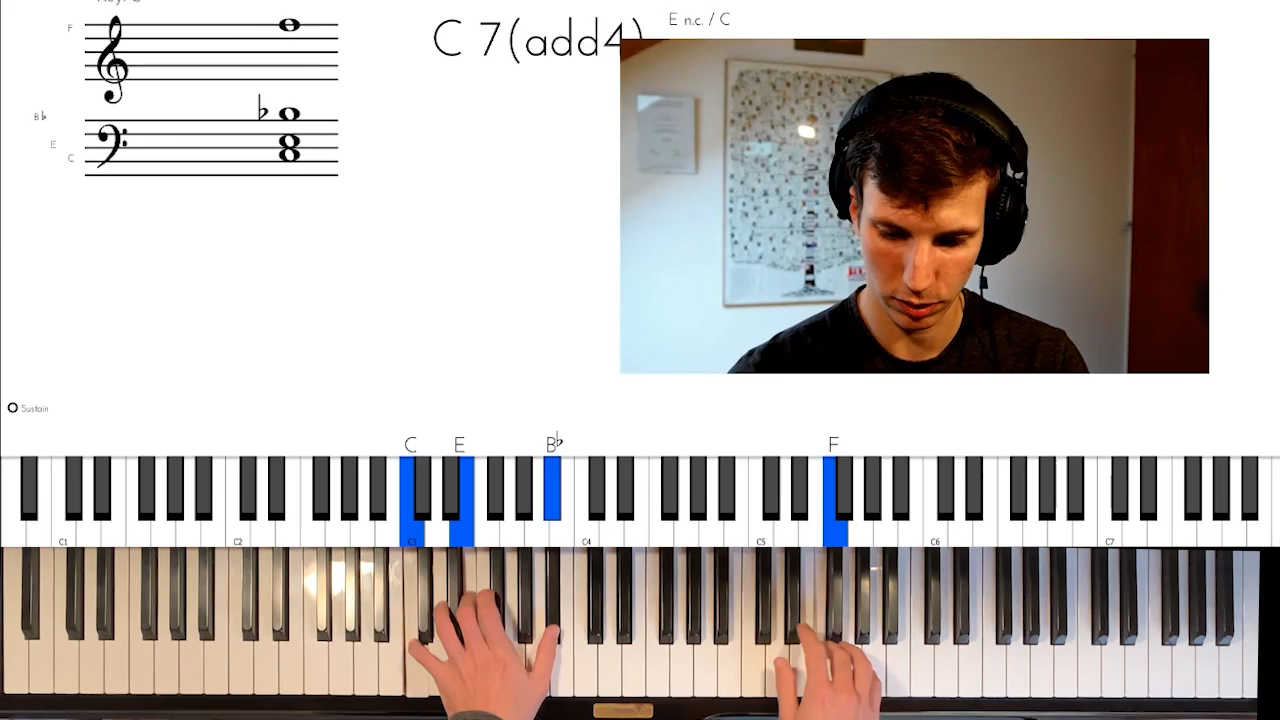 F
C 7(add4)
E n.c. / C
B♭
E
C
Sustain
C E B♭ F
C1 C2 C3 C4 C5 C6 C7